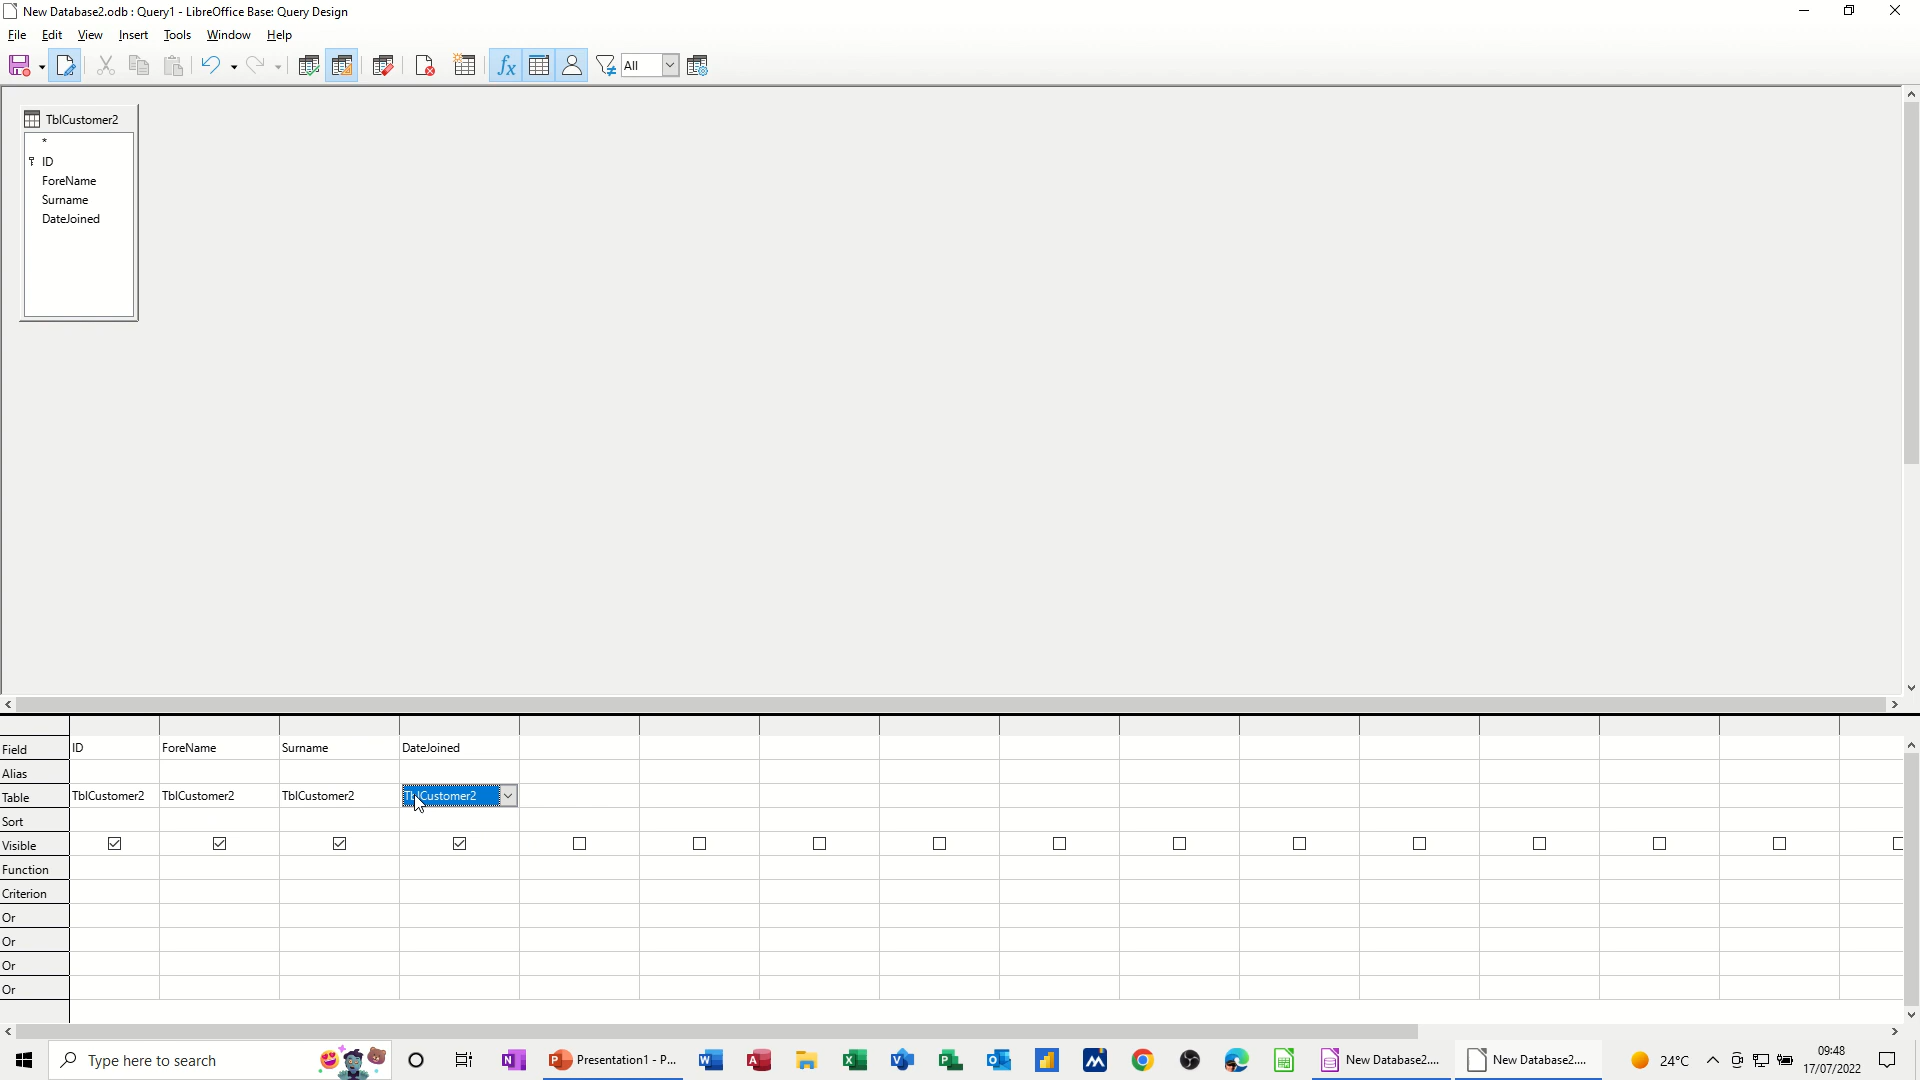 New Database2.odb : Query1 - LibreOffice Base: Query Design
File Edit View Insert Tools Window Help
All
TblCustomer2
*
ID
ForeName
Surname
DateJoined
Field ID ForeName Surname DateJoined
Alias
Table TblCustomer2 TblCustomer2 TblCustomer2 TblCustomer2
Sort
Visible
Function
Criterion
Or
Or
Or
Or
Type here to search Presentation1 - P... New Database2.... New Database2.... 24°C 09:48
17/07/2022